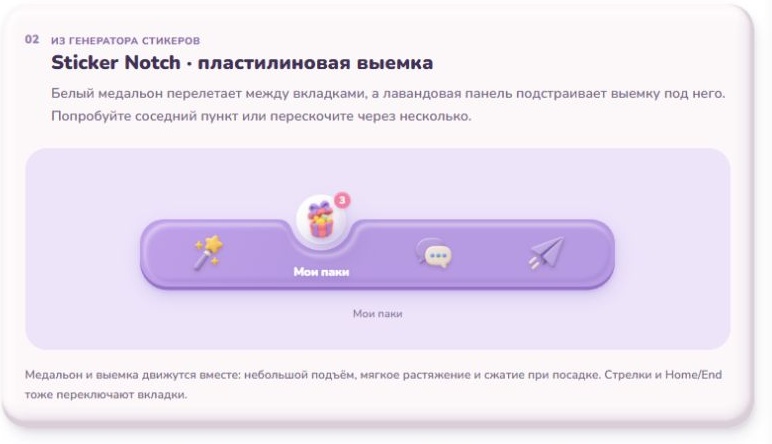 02 ИЗ ГЕНЕРАТОРА СТИКЕРОВ
Sticker Notch · пластилиновая выемка
Белый медальон перелетает между вкладками, а лавандовая панель подстраивает выемку под него.
Попробуйте соседний пункт или перескочите через несколько.
3
Мои паки
Мои паки
Медальон и выемка движутся вместе: небольшой подъём, мягкое растяжение и сжатие при посадке. Стрелки и Home/End
тоже переключают вкладки.